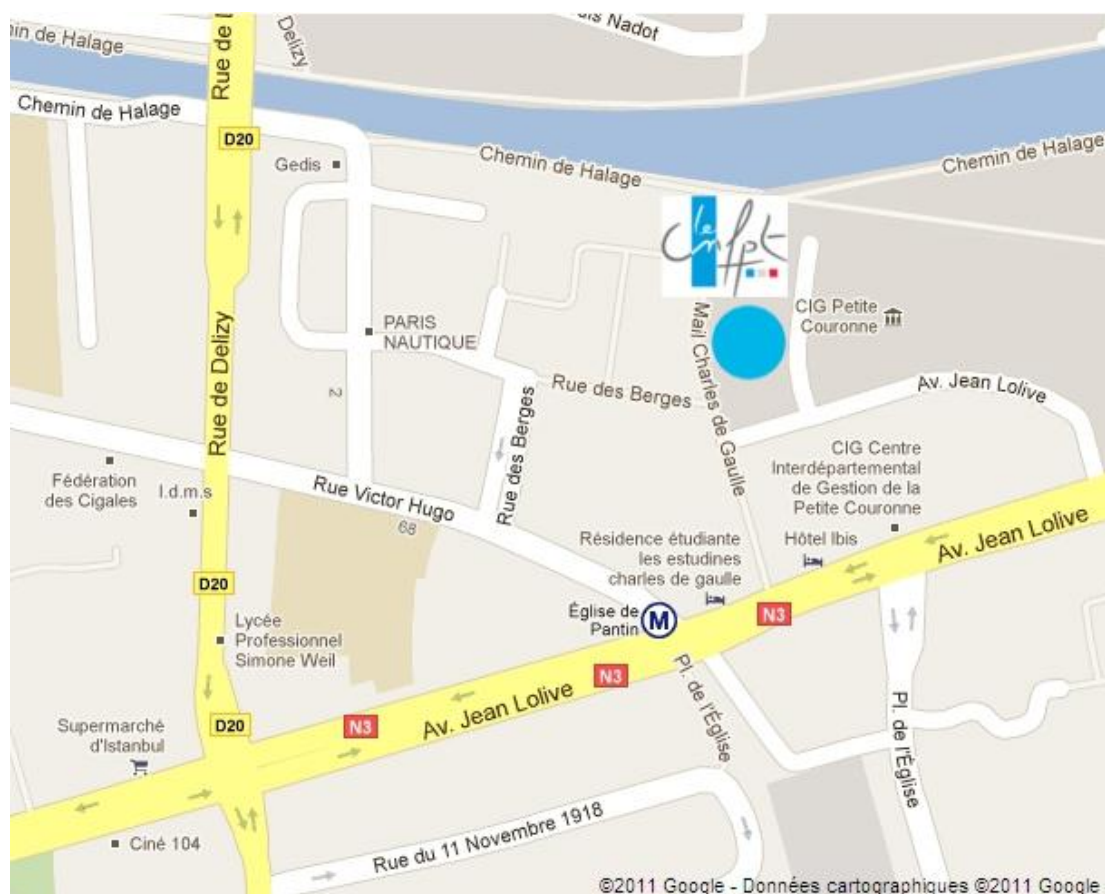 in de Halage
Rue de
Delizy
is Nadot
Chemin de Halage
D20
Gedis
Chemin de Halage
Chemin de Halage
le
cnfpt
CIG Petite
Couronne
PARIS
NAUTIQUE
Mail Charles de Gaulle
Rue de Delizy
2
Rue des Berges
Av. Jean Lolive
Rue des Berges
Fédération
des Cigales
I.d.m.s
Rue Victor Hugo
68
CIG Centre
Interdépartemental
de Gestion de la
Petite Couronne
Résidence étudiante
les estudines
charles de gaulle
Hôtel Ibis
Av. Jean Lolive
D20
Église de
Pantin
M
N3
Lycée
Professionnel
Simone Weil
N3
Pl. de l'Église
Pl. de l'Église
D20
N3
Av. Jean Lolive
Supermarché
d'Istanbul
Ciné 104
Rue du 11 Novembre 1918
©2011 Google - Données cartographiques ©2011 Google